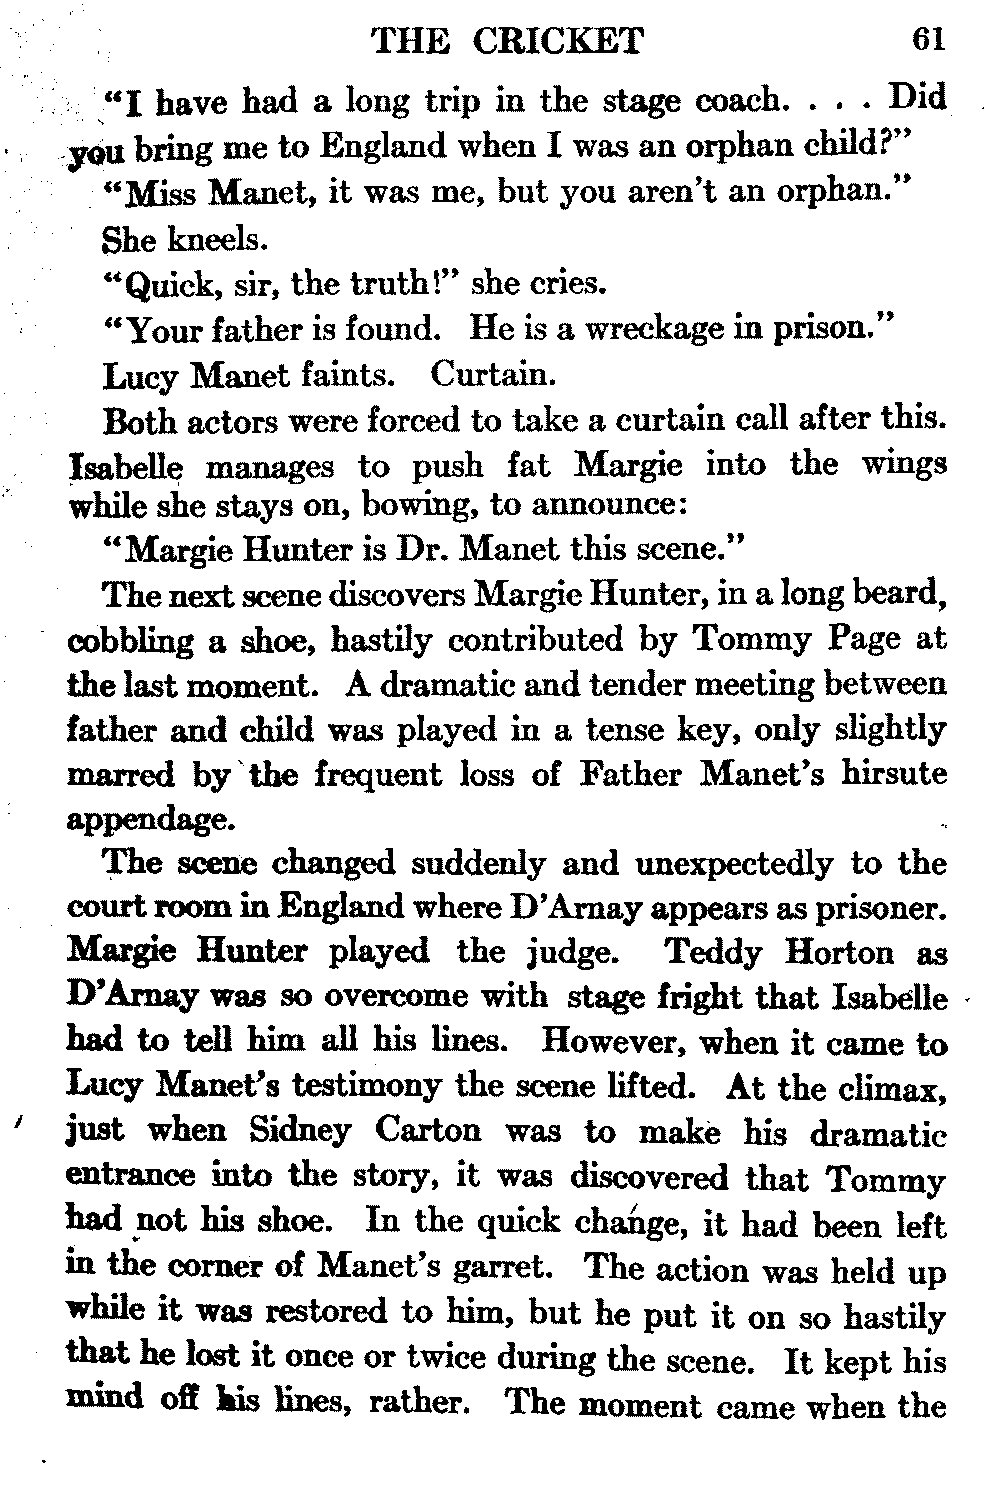 THE CRICKET 61
"I have had a long trip in the stage coach. . . . Did
you bring me to England when I was an orphan child?"
"Miss Manet, it was me, but you aren't an orphan."
She kneels.
"Quick, sir, the truth!" she cries.
"Your father is found. He is a wreckage in prison."
Lucy Manet faints. Curtain.
Both actors were forced to take a curtain call after this.
Isabelle manages to push fat Margie into the wings
while she stays on, bowing, to announce:
"Margie Hunter is Dr. Manet this scene."
The next scene discovers Margie Hunter, in a long beard,
cobbling a shoe, hastily contributed by Tommy Page at
the last moment. A dramatic and tender meeting between
father and child was played in a tense key, only slightly
marred by the frequent loss of Father Manet's hirsute
appendage.
The scene changed suddenly and unexpectedly to the
court room in England where D'Arnay appears as prisoner.
Margie Hunter played the judge. Teddy Horton as
D'Arnay was so overcome with stage fright that Isabelle
had to tell him all his lines. However, when it came to
Lucy Manet's testimony the scene lifted. At the climax,
just when Sidney Carton was to make his dramatic
entrance into the story, it was discovered that Tommy
had not his shoe. In the quick change, it had been left
in the corner of Manet's garret. The action was held up
while it was restored to him, but he put it on so hastily
that he lost it once or twice during the scene. It kept his
mind off his lines, rather. The moment came when the